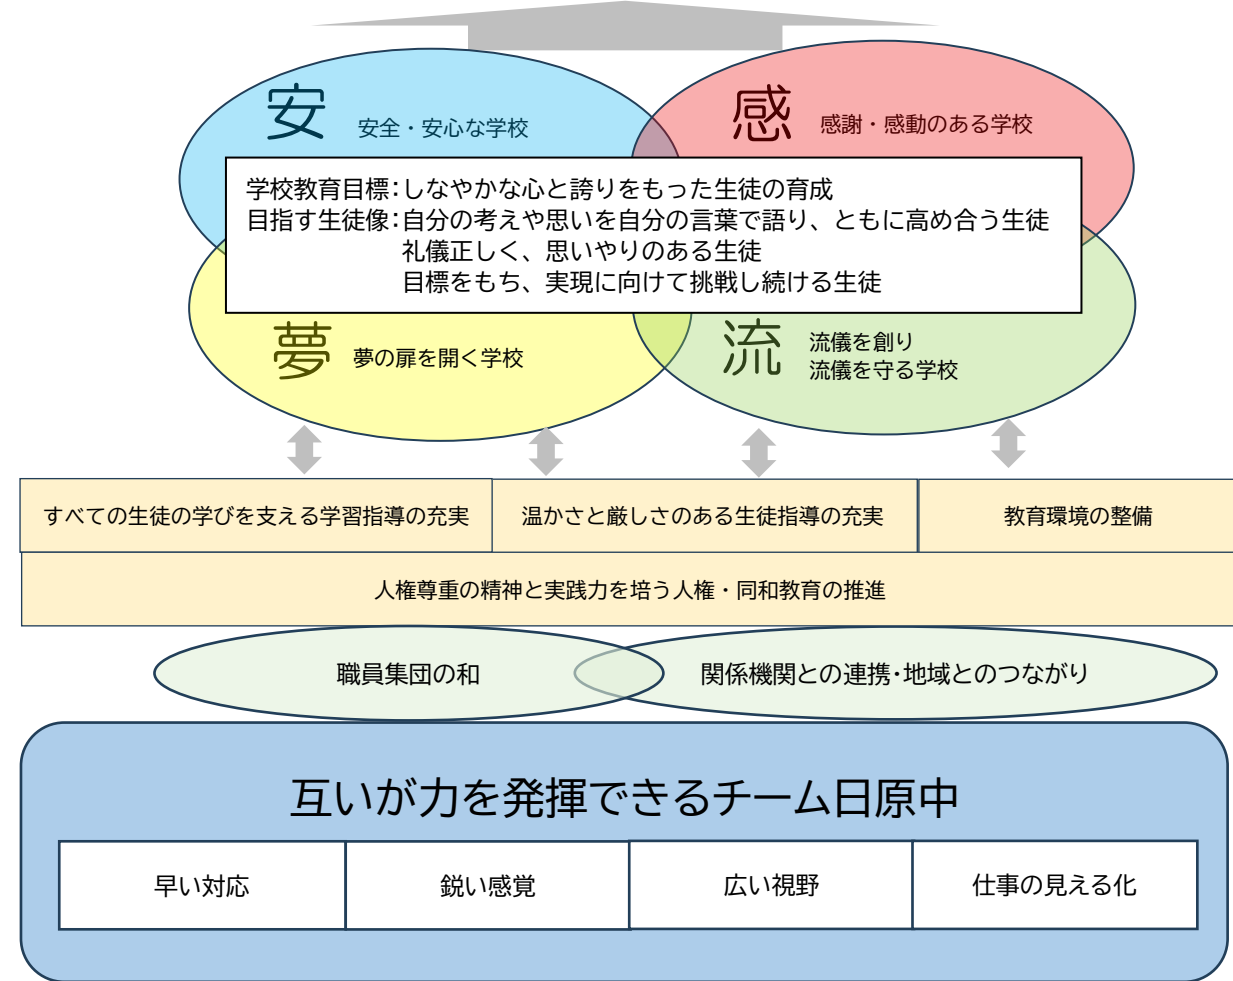 安 安全・安心な学校
感 感謝・感動のある学校
学校教育目標:しなやかな心と誇りをもった生徒の育成
目指す生徒像:自分の考えや思いを自分の言葉で語り、ともに高め合う生徒
礼儀正しく、思いやりのある生徒
目標をもち、実現に向けて挑戦し続ける生徒
夢 夢の扉を開く学校
流 流儀を創り
流儀を守る学校
すべての生徒の学びを支える学習指導の充実
温かさと厳しさのある生徒指導の充実
教育環境の整備
人権尊重の精神と実践力を培う人権・同和教育の推進
職員集団の和
関係機関との連携・地域とのつながり
互いが力を発揮できるチーム日原中
早い対応
鋭い感覚
広い視野
仕事の見える化